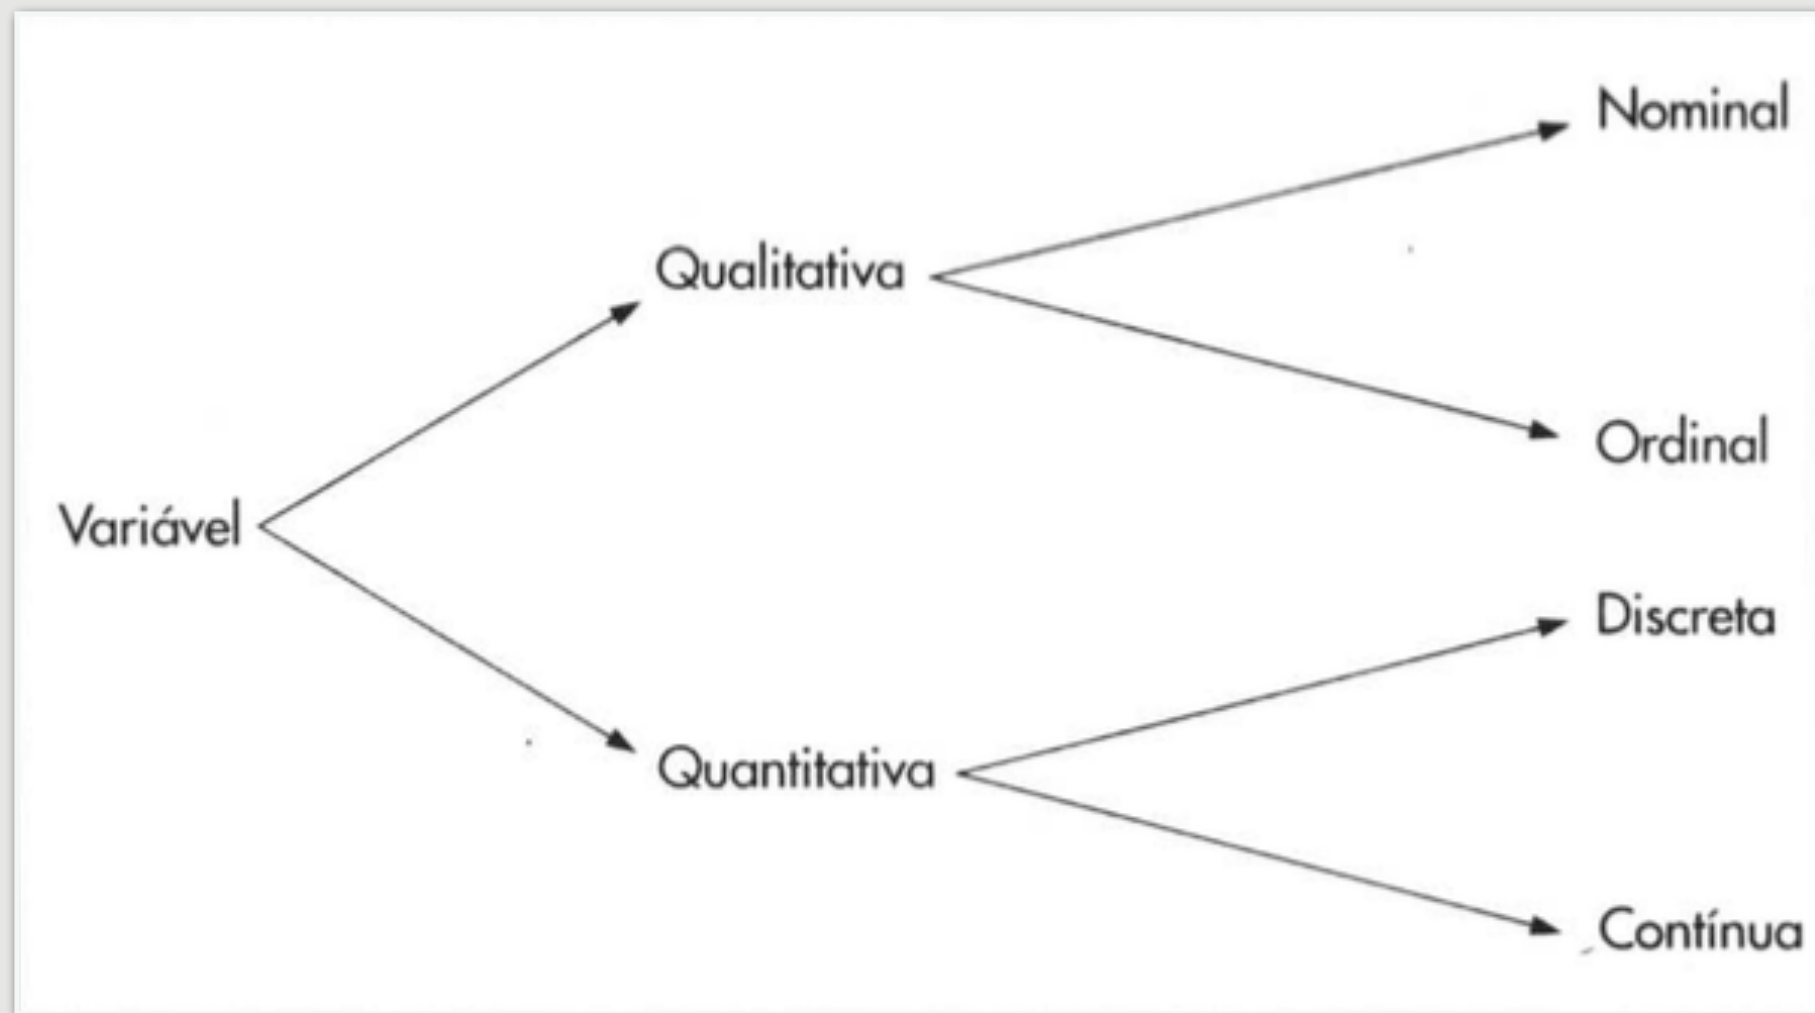 Nominal
Qualitativa
Ordinal
Variável
Discreta
Quantitativa
Contínua